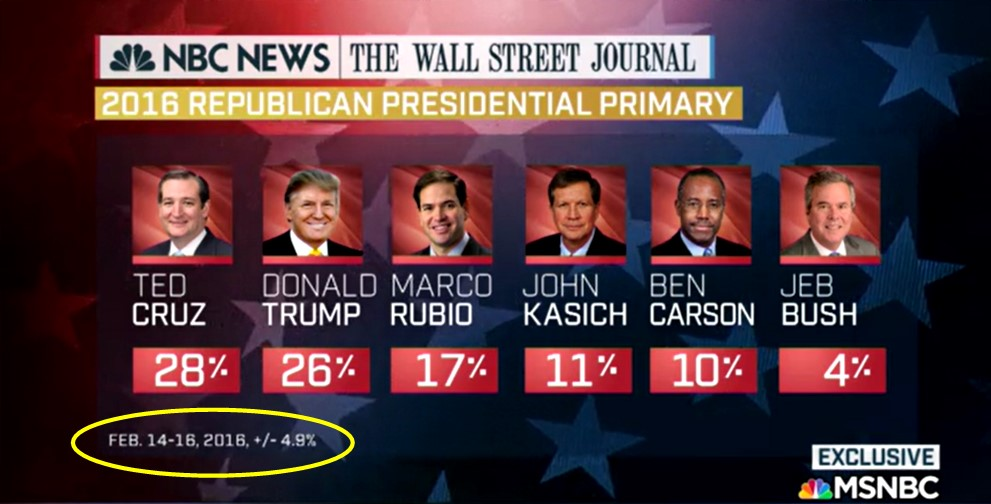 NBC NEWS THE WALL STREET JOURNAL
2016 REPUBLICAN PRESIDENTIAL PRIMARY
TED CRUZ
DONALD TRUMP
MARCO RUBIO
JOHN KASICH
BEN CARSON
JEB BUSH
28% 26% 17% 11% 10% 4%
FEB. 14-16, 2016, +/- 4.9%
EXCLUSIVE
MSNBC